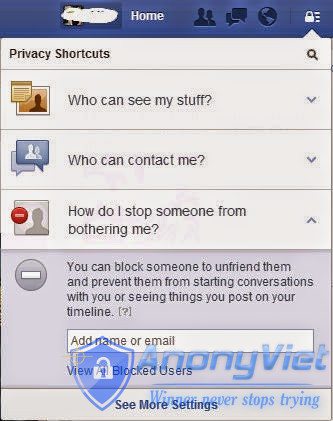 Home
Privacy Shortcuts
Who can see my stuff?
Who can contact me?
How do I stop someone from
bothering me?
You can block someone to unfriend them
and prevent them from starting conversations
with you or seeing things you post on your
timeline. [?]
Add name or email
View All Blocked Users
AnonyViet
Winner never stops trying
See More Settings